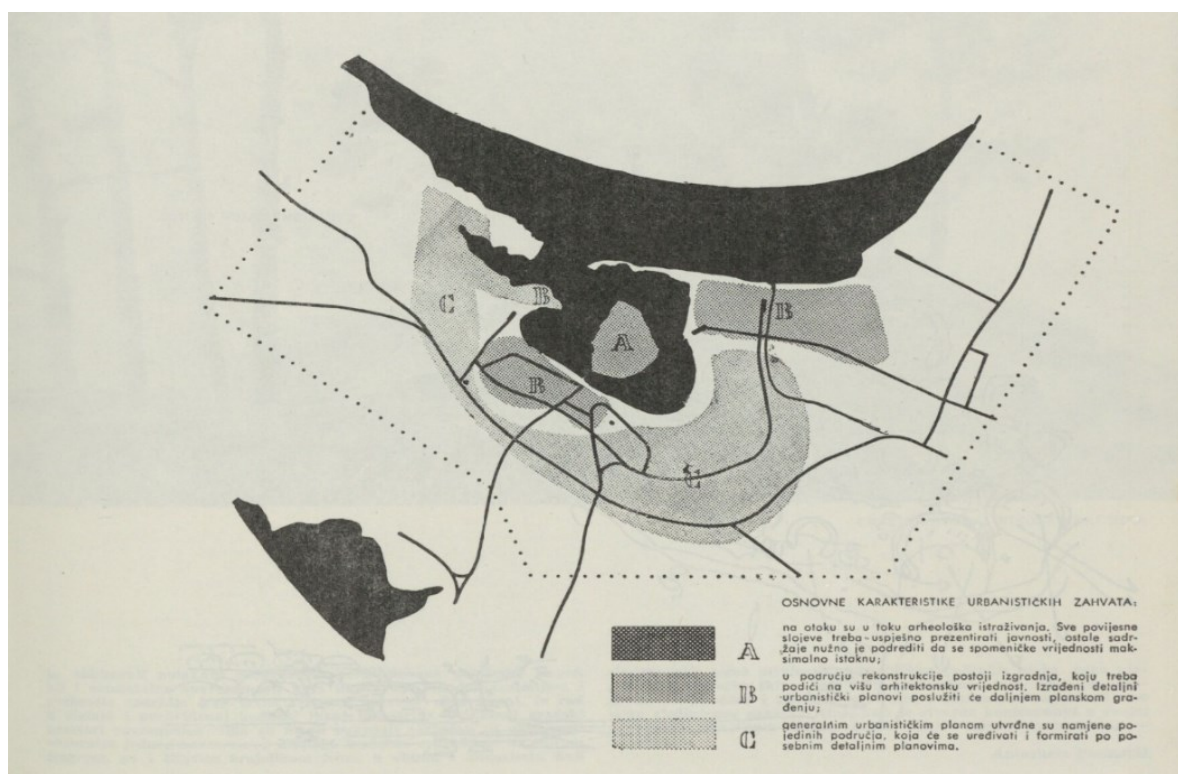 C
B
B
A
B
C
OSNOVNE KARAKTERISTIKE URBANISTIČKIH ZAHVATA:
A
na otoku su u toku arheološka istraživanja. Sve povijesne
slojeve treba uspješno prezentirati javnosti, ostale sadr-
žaje nužno je podrediti da se spomeničke vrijednosti mak-
simalno istaknu;
B
u području rekonstrukcije postoji izgradnja, koju treba
podići na višu arhitektonsku vrijednost. Izrađeni detaljni
urbanistički planovi poslužiti će daljnjem planskom gra-
đenju;
C
generalnim urbanističkim planom utvrđne su namjene po-
jedinih područja, koja će se uređivati i formirati po po-
sebnim detaljnim planovima.